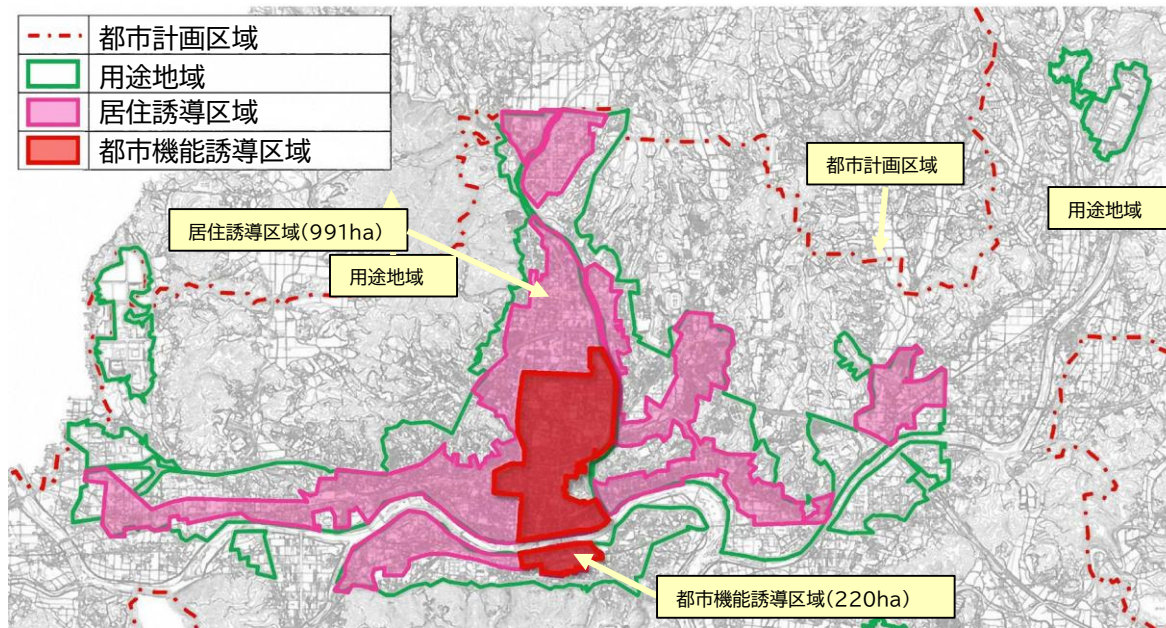 都市計画区域
用途地域
居住誘導区域
都市機能誘導区域
都市計画区域
用途地域
居住誘導区域(991ha)
用途地域
都市機能誘導区域(220ha)